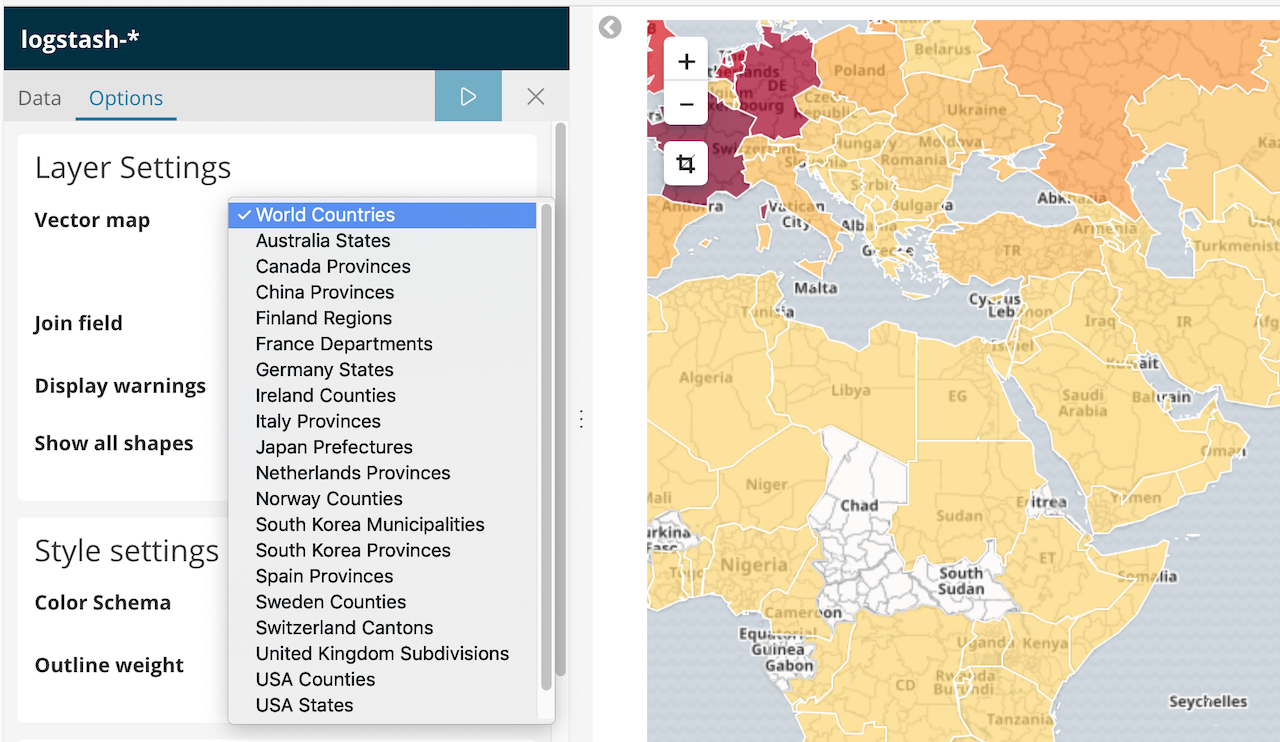 logstash-*
Data
Options
Layer Settings
Vector map
Join field
Display warnings
Show all shapes
Style settings
Color Schema
Outline weight
✓ World Countries
Australia States
Canada Provinces
China Provinces
Finland Regions
France Departments
Germany States
Ireland Counties
Italy Provinces
Japan Prefectures
Netherlands Provinces
Norway Counties
South Korea Municipalities
South Korea Provinces
Spain Provinces
Sweden Counties
Switzerland Cantons
United Kingdom Subdivisions
USA Counties
USA States
+
−
Belarus
Poland
DE
Czech
Republic
Ukraine
Hungary
Moldova
Slovenia
Romania
Serbia
Bulgaria
Andorra
Vatican
City
Abkhazia
Armenia
Greece
TR
Turkmenist
Malta
Cyprus
Lebanon
Tunisia
Israel
Iraq
IR
Kuwait
Algeria
Libya
EG
Saudi
Arabia
Bahrain
Oman
Mali
Niger
Chad
Eritrea
Yemen
Sudan
urkina
Faso
Nigeria
Togo
ET
South
Sudan
Somalia
Cameroon
Equatorial
Guinea
Gabon
Uganda
Kenya
CD
Rwanda
Burundi
Seychelles
Tanzania